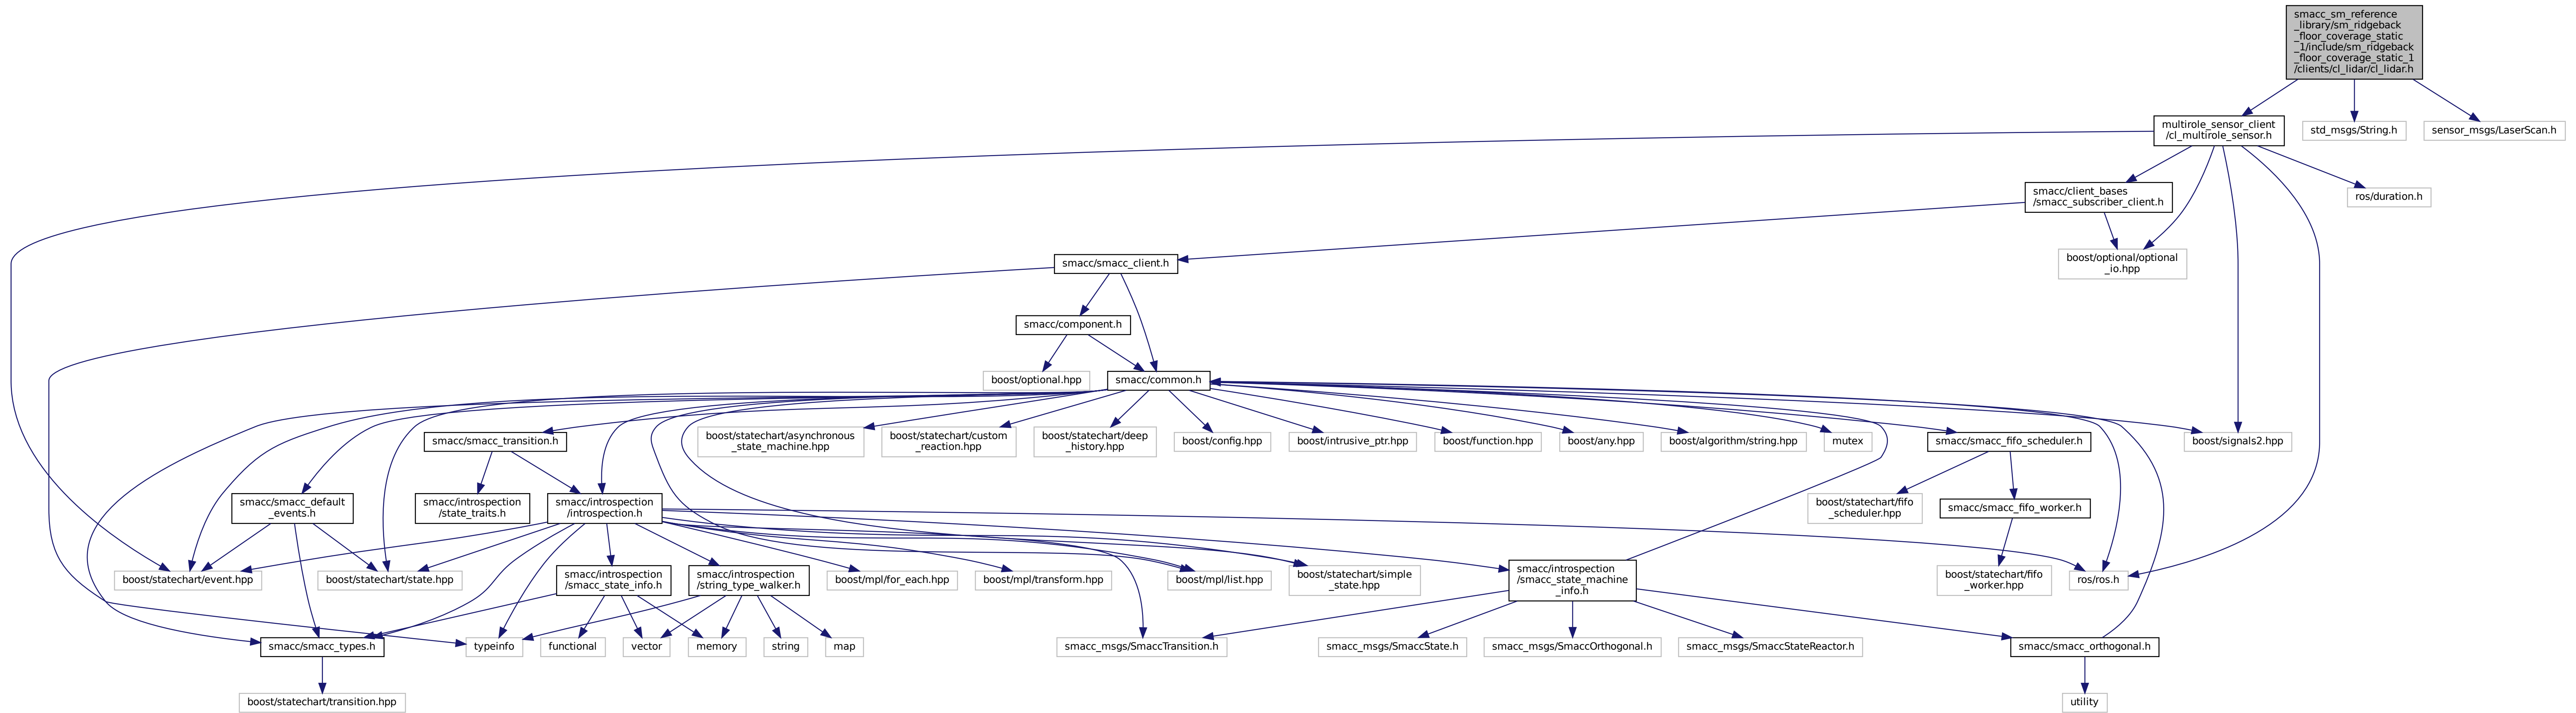 smacc_sm_reference
_library/sm_ridgeback
_floor_coverage_static
_1/include/sm_ridgeback
_floor_coverage_static_1
/clients/cl_lidar/cl_lidar.h
multirole_sensor_client
/cl_multirole_sensor.h
std_msgs/String.h
sensor_msgs/LaserScan.h
smacc/client_bases
/smacc_subscriber_client.h
ros/duration.h
smacc/smacc_client.h
boost/optional/optional
_io.hpp
smacc/component.h
boost/optional.hpp
smacc/common.h
smacc/smacc_transition.h
boost/statechart/asynchronous
_state_machine.hpp
boost/statechart/custom
_reaction.hpp
boost/statechart/deep
_history.hpp
boost/config.hpp
boost/intrusive_ptr.hpp
boost/function.hpp
boost/any.hpp
boost/algorithm/string.hpp
mutex
smacc/smacc_fifo_scheduler.h
boost/signals2.hpp
smacc/smacc_default
_events.h
smacc/introspection
/state_traits.h
smacc/introspection
/introspection.h
boost/statechart/fifo
_scheduler.hpp
smacc/smacc_fifo_worker.h
boost/statechart/event.hpp
boost/statechart/state.hpp
smacc/introspection
/smacc_state_info.h
smacc/introspection
/string_type_walker.h
boost/mpl/for_each.hpp
boost/mpl/transform.hpp
boost/mpl/list.hpp
boost/statechart/simple
_state.hpp
smacc/introspection
/smacc_state_machine
_info.h
boost/statechart/fifo
_worker.hpp
ros/ros.h
smacc/smacc_types.h
typeinfo
functional
vector
memory
string
map
smacc_msgs/SmaccTransition.h
smacc_msgs/SmaccState.h
smacc_msgs/SmaccOrthogonal.h
smacc_msgs/SmaccStateReactor.h
smacc/smacc_orthogonal.h
boost/statechart/transition.hpp
utility